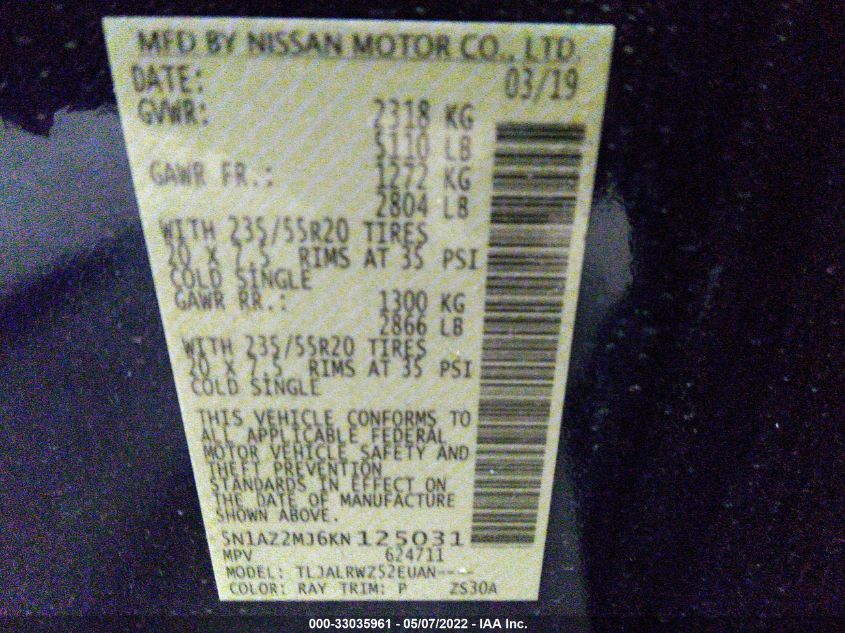 MFD BY NISSAN MOTOR CO., LTD.
DATE: 03/19
GVWR: 2318 KG
5110 LB
GAWR FR.: 1272 KG
2804 LB
WITH 235/55R20 TIRES
20 X 7.5 RIMS AT 35 PSI
COLD SINGLE
GAWR RR.: 1300 KG
2866 LB
WITH 235/55R20 TIRES
20 X 7.5 RIMS AT 35 PSI
COLD SINGLE
THIS VEHICLE CONFORMS TO
ALL APPLICABLE FEDERAL
MOTOR VEHICLE SAFETY AND
THEFT PREVENTION
STANDARDS IN EFFECT ON
THE DATE OF MANUFACTURE
SHOWN ABOVE.
5N1AZ2MJ6KN125031
MPV 624711
MODEL: TLJALRWZ52EUAN----
COLOR: RAY TRIM: P ZS30A
000-33035961 - 05/07/2022 - IAA Inc.